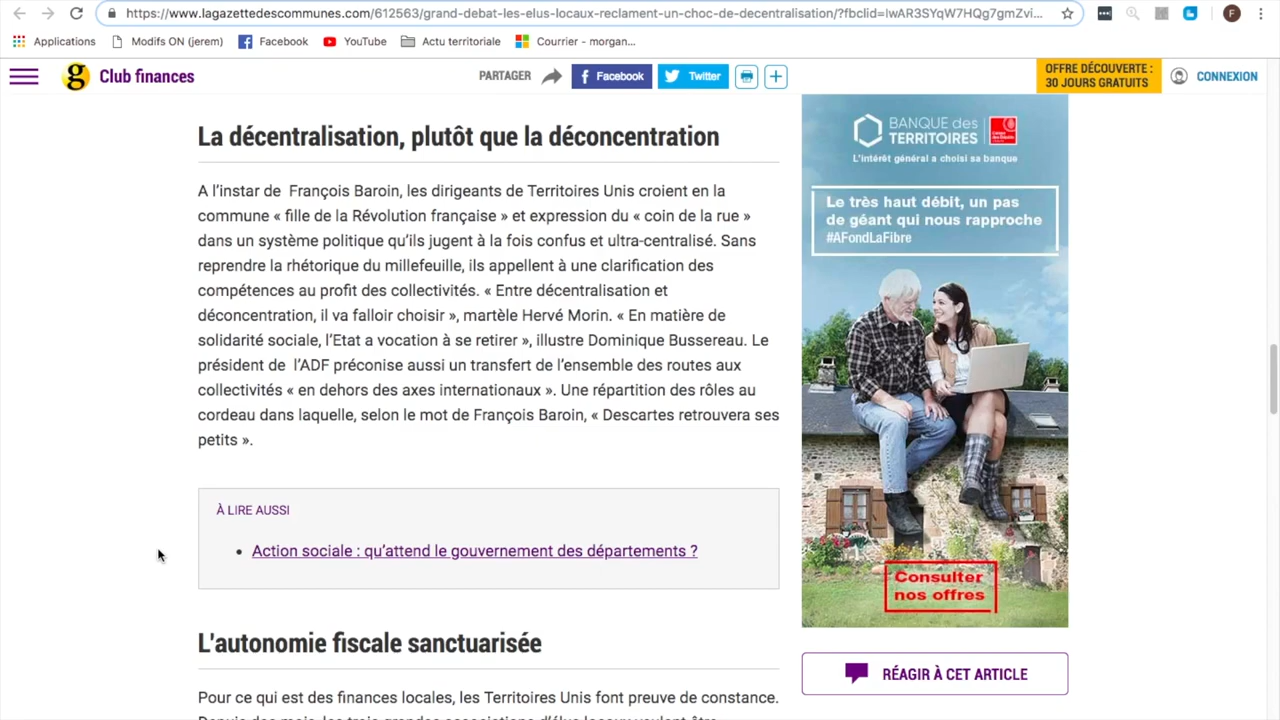 https://www.lagazettedescommunes.com/612563/grand-debat-les-elus-locaux-reclament-un-choc-de-decentralisation/?fbclid=IwAR3SYqW7HQg7gmZvi...
F
Applications
Modifs ON (jerem)
Facebook
YouTube
Actu territoriale
Courrier - morgan...
g
Club finances
PARTAGER
Facebook
Twitter
OFFRE DÉCOUVERTE :
30 JOURS GRATUITS
CONNEXION
La décentralisation, plutôt que la déconcentration
A l'instar de  François Baroin, les dirigeants de Territoires Unis croient en la
commune « fille de la Révolution française » et expression du « coin de la rue »
dans un système politique qu'ils jugent à la fois confus et ultra-centralisé. Sans
reprendre la rhétorique du millefeuille, ils appellent à une clarification des
compétences au profit des collectivités. « Entre décentralisation et
déconcentration, il va falloir choisir », martèle Hervé Morin. « En matière de
solidarité sociale, l'Etat a vocation à se retirer », illustre Dominique Bussereau. Le
président de  l'ADF préconise aussi un transfert de l'ensemble des routes aux
collectivités « en dehors des axes internationaux ». Une répartition des rôles au
cordeau dans laquelle, selon le mot de François Baroin, « Descartes retrouvera ses
petits ».
À LIRE AUSSI
• Action sociale : qu'attend le gouvernement des départements ?
L'autonomie fiscale sanctuarisée
Pour ce qui est des finances locales, les Territoires Unis font preuve de constance.
Depuis des mois, les trois grandes associations d'élus locaux veulent être
BANQUE des
TERRITOIRES
L'intérêt général a choisi sa banque
Le très haut débit, un pas
de géant qui nous rapproche
#AFondLaFibre
Consulter
nos offres
RÉAGIR À CET ARTICLE